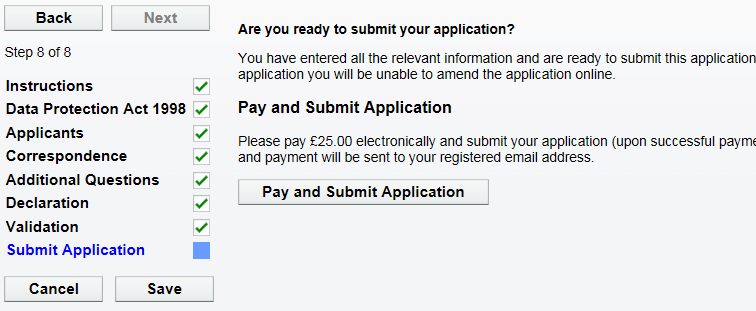 Back
Next
Step 8 of 8
Instructions
Data Protection Act 1998
Applicants
Correspondence
Additional Questions
Declaration
Validation
Submit Application
Cancel
Save
Are you ready to submit your application?
You have entered all the relevant information and are ready to submit this application
application you will be unable to amend the application online.
Pay and Submit Application
Please pay £25.00 electronically and submit your application (upon successful
and payment will be sent to your registered email address.
Pay and Submit Application